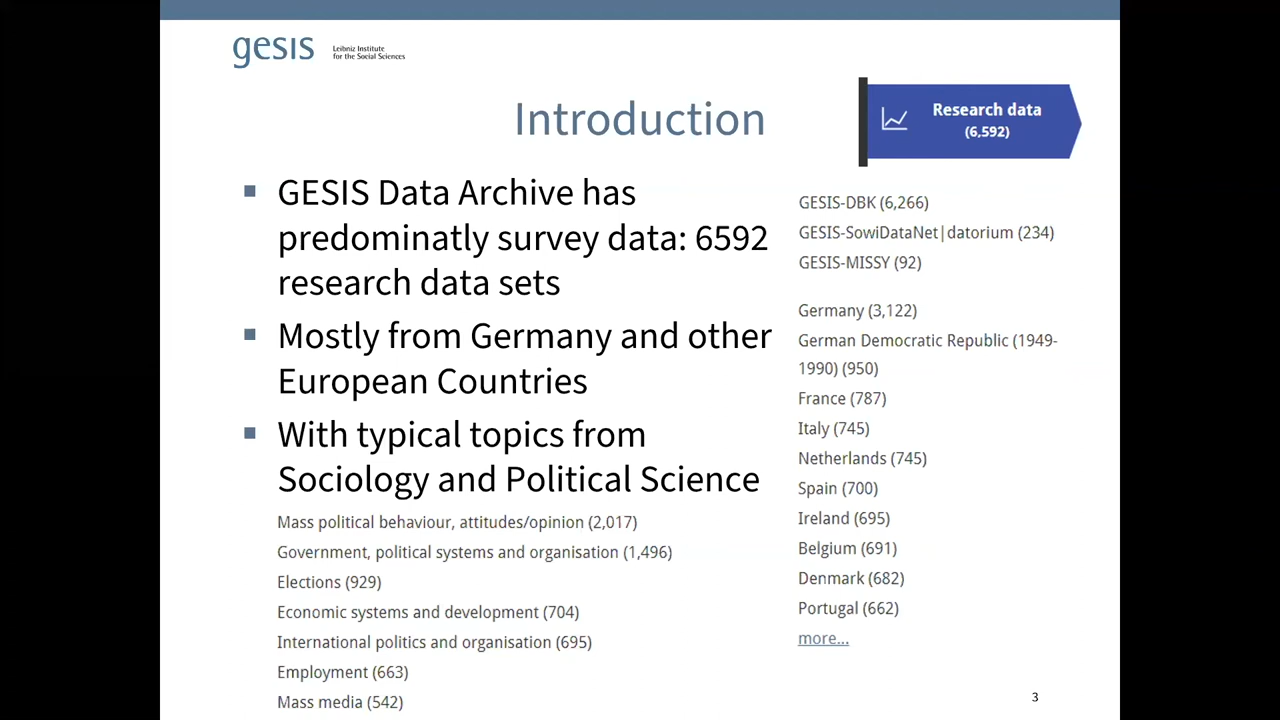 gesis
Leibniz Institute
for the Social Sciences
Introduction
Research data
(6,592)
GESIS Data Archive has
predominatly survey data: 6592
research data sets
Mostly from Germany and other
European Countries
With typical topics from
Sociology and Political Science
Mass political behaviour, attitudes/opinion (2,017)
Government, political systems and organisation (1,496)
Elections (929)
Economic systems and development (704)
International politics and organisation (695)
Employment (663)
Mass media (542)
GESIS-DBK (6,266)
GESIS-SowiDataNet|datorium (234)
GESIS-MISSY (92)
Germany (3,122)
German Democratic Republic (1949-
1990) (950)
France (787)
Italy (745)
Netherlands (745)
Spain (700)
Ireland (695)
Belgium (691)
Denmark (682)
Portugal (662)
more...
3